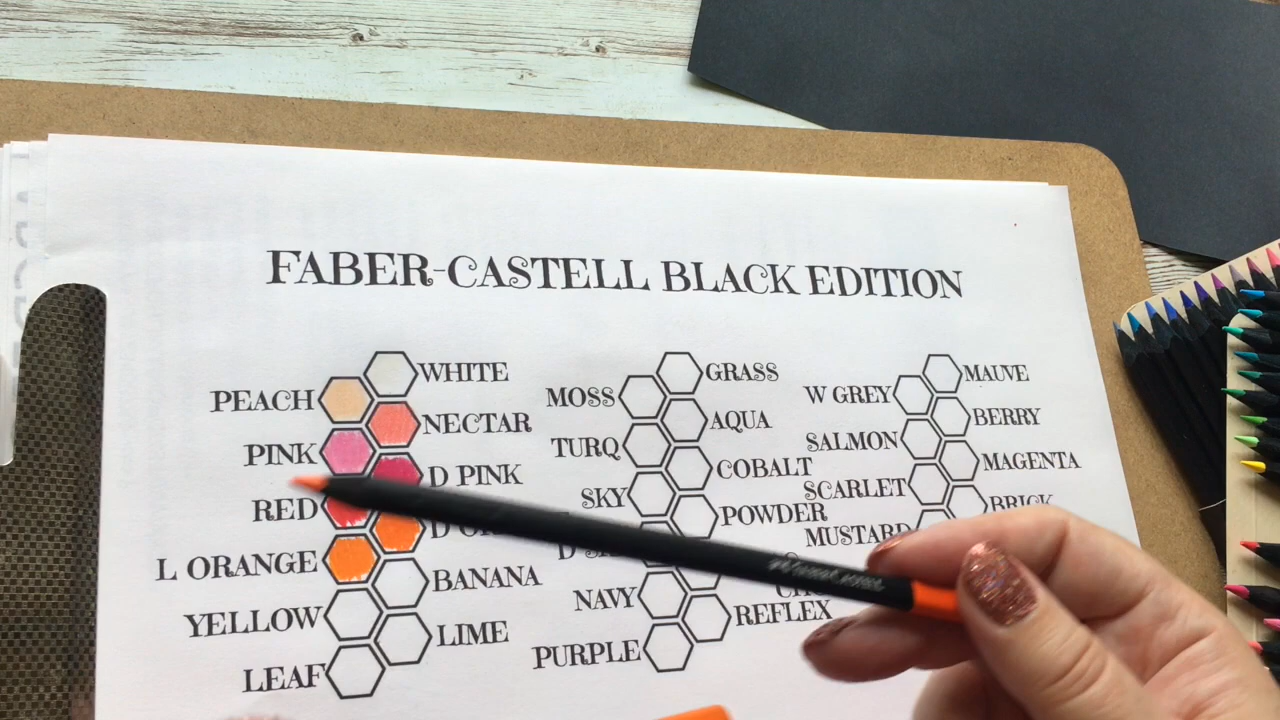 FABER-CASTELL BLACK EDITION
WHITE
PEACH
NECTAR
PINK
D PINK
RED
L ORANGE
BANANA
YELLOW
LIME
LEAF
GRASS
MOSS
AQUA
TURQ
COBALT
SKY
POWDER
NAVY
REFLEX
PURPLE
MAUVE
W GREY
BERRY
SALMON
MAGENTA
SCARLET
BRICK
MUSTARD